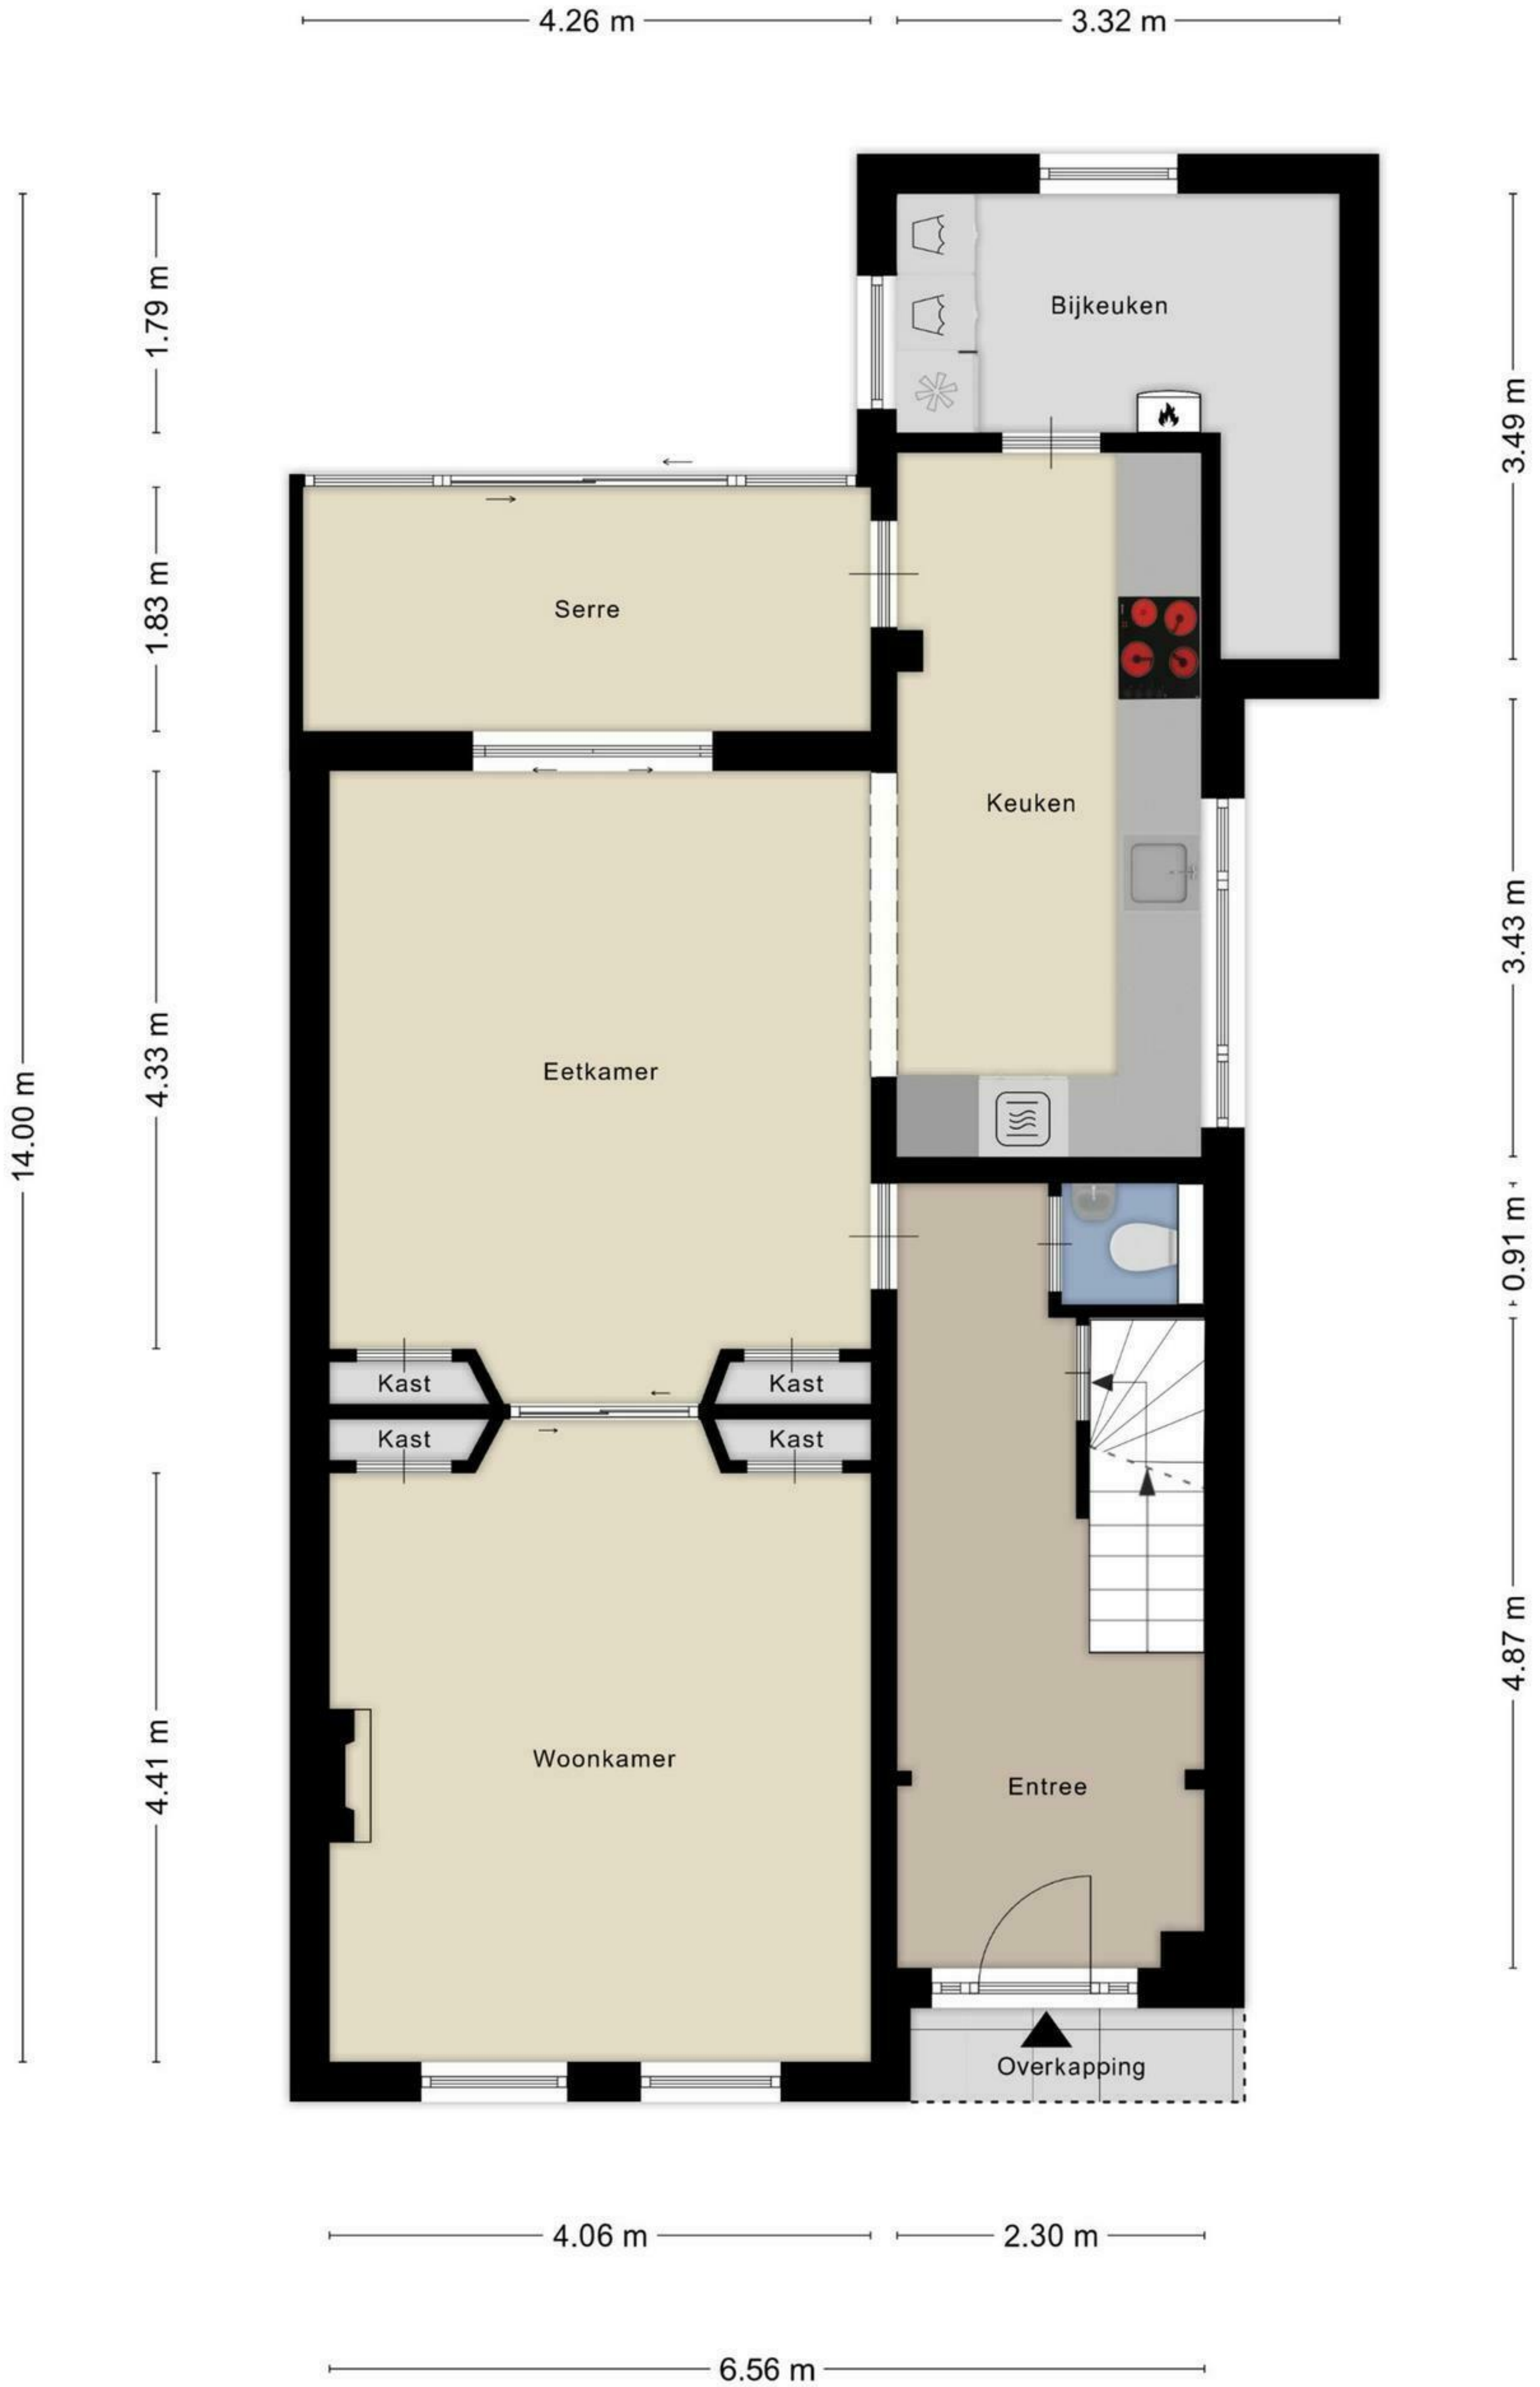 4.26 m
3.32 m
1.79 m
Bijkeuken
3.49 m
1.83 m
Serre
Keuken
3.43 m
14.00 m
4.33 m
Eetkamer
0.91 m
Kast
Kast
Kast
Kast
4.87 m
4.41 m
Woonkamer
Entree
Overkapping
4.06 m
2.30 m
6.56 m